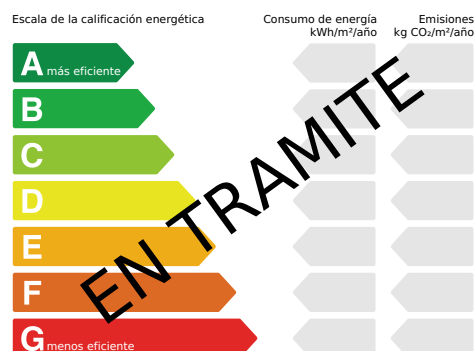 Escala de la calificación energética
Consumo de energía
kWh/m²/año
Emisiones
kg CO₂/m²/año
A más eficiente
B
C
D
E
F
G menos eficiente
EN TRAMITE